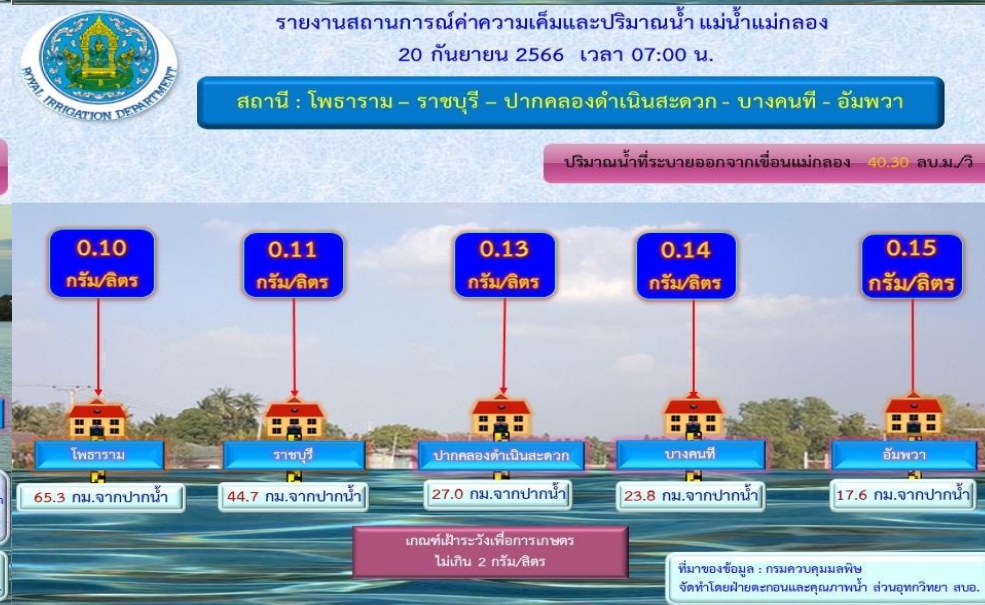 รายงานสถานการณ์ค่าความเค็มและปริมาณน้ำ แม่น้ำแม่กลอง
20 กันยายน 2566 เวลา 07:00 น.
ROYAL IRRIGATION DEPARTMENT
สถานี : โพธาราม – ราชบุรี – ปากคลองดำเนินสะดวก - บางคนที - อัมพวา
ปริมาณน้ำที่ระบายออกจากเขื่อนแม่กลอง 40.30 ลบ.ม./วิ
0.10
กรัม/ลิตร
0.11
กรัม/ลิตร
0.13
กรัม/ลิตร
0.14
กรัม/ลิตร
0.15
กรัม/ลิตร
โพธาราม
ราชบุรี
ปากคลองดำเนินสะดวก
บางคนที
อัมพวา
65.3 กม.จากปากน้ำ
44.7 กม.จากปากน้ำ
27.0 กม.จากปากน้ำ
23.8 กม.จากปากน้ำ
17.6 กม.จากปากน้ำ
เกณฑ์เฝ้าระวังเพื่อการเกษตร
ไม่เกิน 2 กรัม/ลิตร
ที่มาของข้อมูล : กรมควบคุมมลพิษ
จัดทำโดยฝ่ายตะกอนและคุณภาพน้ำ ส่วนอุทกวิทยา สบอ.